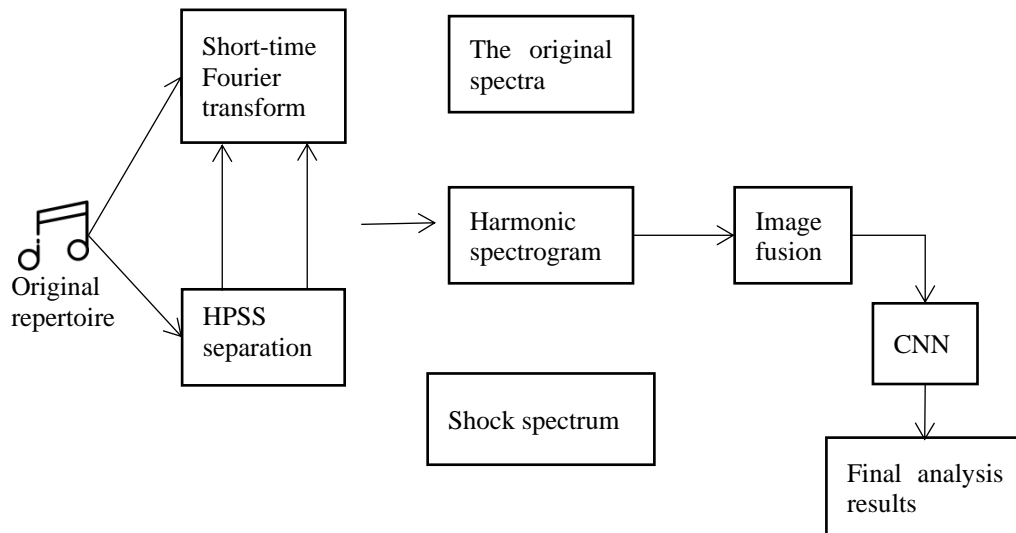 Short-time
Fourier
transform
The original
spectra
Original
repertoire
HPSS
separation
Harmonic
spectrogram
Image
fusion
Shock spectrum
CNN
Final analysis
results